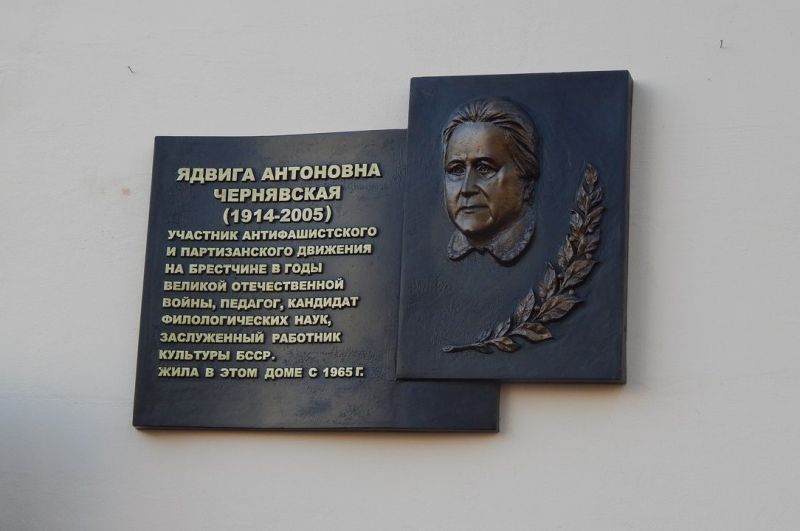 ЯДВИГА АНТОНОВНА
ЧЕРНЯВСКАЯ
(1914-2005)
УЧАСТНИК АНТИФАШИСТСКОГО
И ПАРТИЗАНСКОГО ДВИЖЕНИЯ
НА БРЕСТЧИНЕ В ГОДЫ
ВЕЛИКОЙ ОТЕЧЕСТВЕННОЙ
ВОЙНЫ, ПЕДАГОГ, КАНДИДАТ
ФИЛОЛОГИЧЕСКИХ НАУК,
ЗАСЛУЖЕННЫЙ РАБОТНИК
КУЛЬТУРЫ БССР.
ЖИЛА В ЭТОМ ДОМЕ С 1965 Г.